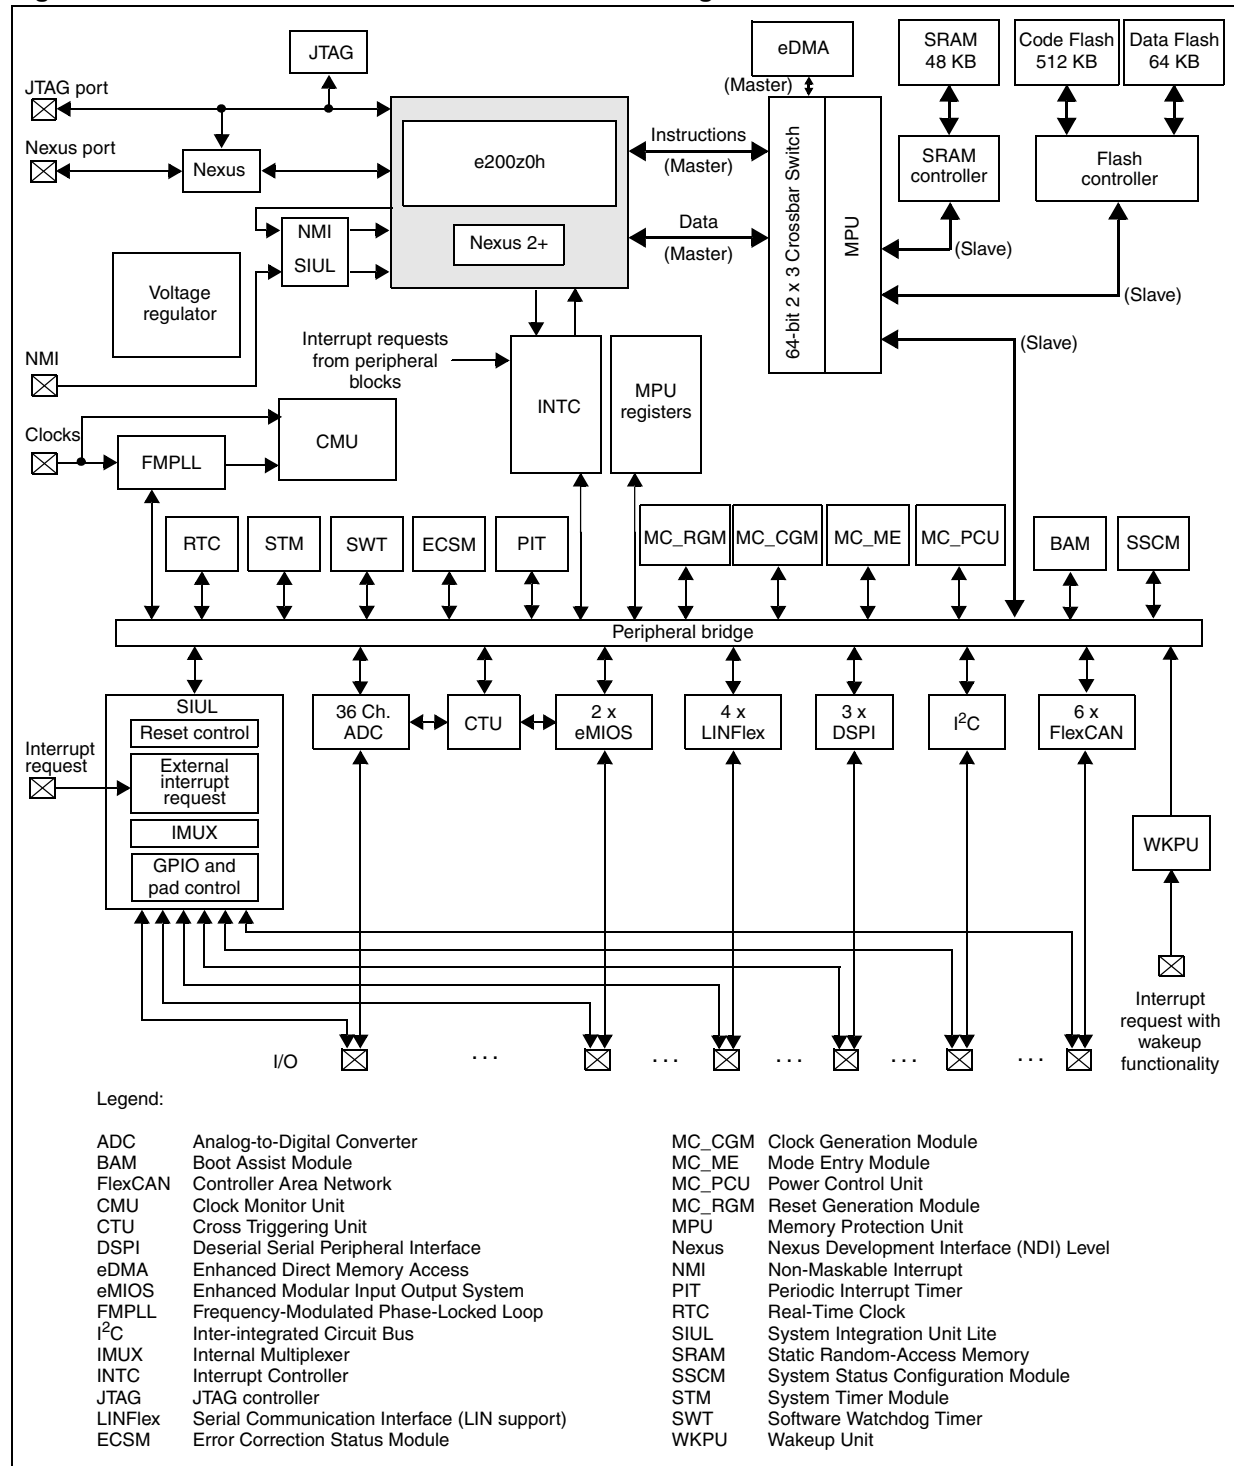 JTAG
eDMA
(Master)
SRAM
48 KB
Code Flash
512 KB
Data Flash
64 KB
JTAG port
Nexus port
Nexus
e200z0h
Nexus 2+
Instructions
(Master)
Data
(Master)
64-bit 2 x 3 Crossbar Switch
MPU
SRAM
controller
Flash
controller
(Slave)
(Slave)
(Slave)
NMI
SIUL
Voltage
regulator
NMI
Interrupt requests
from peripheral
blocks
INTC
MPU
registers
Clocks
FMPLL
CMU
RTC
STM
SWT
ECSM
PIT
MC_RGM
MC_CGM
MC_ME
MC_PCU
BAM
SSCM
Peripheral bridge
SIUL
Reset control
External
interrupt
request
IMUX
GPIO and
pad control
Interrupt
request
36 Ch.
ADC
CTU
2 x
eMIOS
4 x
LINFlex
3 x
DSPI
I²C
6 x
FlexCAN
WKPU
Interrupt
request with
wakeup
functionality
I/O
. . .
. . .
. . .
. . .
. . .
Legend:
ADC Analog-to-Digital Converter
BAM Boot Assist Module
FlexCAN Controller Area Network
CMU Clock Monitor Unit
CTU Cross Triggering Unit
DSPI Deserial Serial Peripheral Interface
eDMA Enhanced Direct Memory Access
eMIOS Enhanced Modular Input Output System
FMPLL Frequency-Modulated Phase-Locked Loop
I²C Inter-integrated Circuit Bus
IMUX Internal Multiplexer
INTC Interrupt Controller
JTAG JTAG controller
LINFlex Serial Communication Interface (LIN support)
ECSM Error Correction Status Module
MC_CGM Clock Generation Module
MC_ME Mode Entry Module
MC_PCU Power Control Unit
MC_RGM Reset Generation Module
MPU Memory Protection Unit
Nexus Nexus Development Interface (NDI) Level
NMI Non-Maskable Interrupt
PIT Periodic Interrupt Timer
RTC Real-Time Clock
SIUL System Integration Unit Lite
SRAM Static Random-Access Memory
SSCM System Status Configuration Module
STM System Timer Module
SWT Software Watchdog Timer
WKPU Wakeup Unit